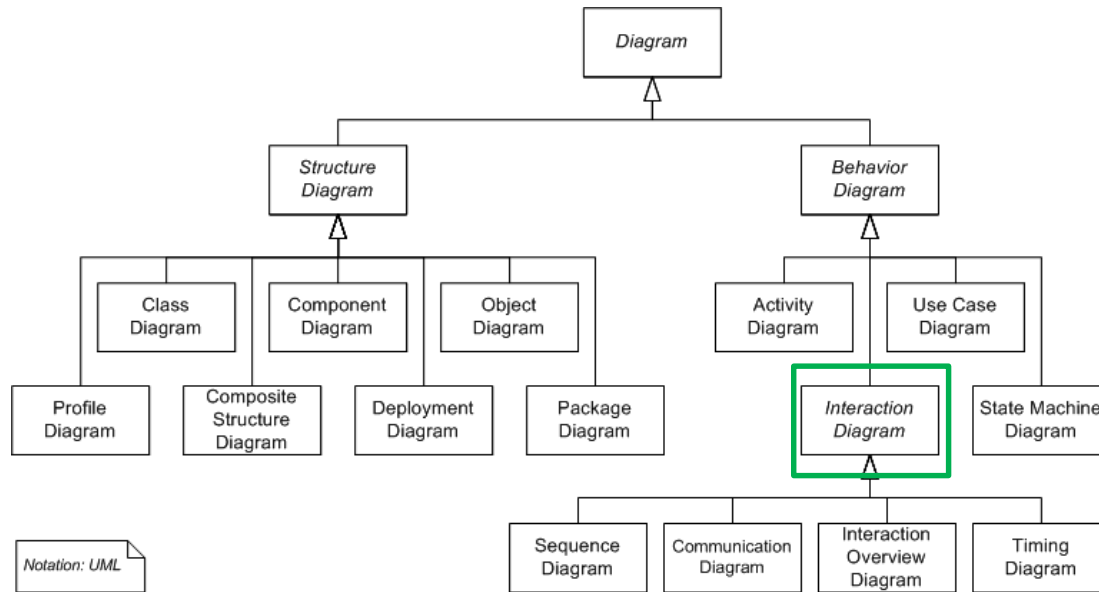 Diagram
Structure
Diagram
Behavior
Diagram
Class
Diagram
Component
Diagram
Object
Diagram
Activity
Diagram
Use Case
Diagram
Profile
Diagram
Composite
Structure
Diagram
Deployment
Diagram
Package
Diagram
Interaction
Diagram
State Machine
Diagram
Sequence
Diagram
Communication
Diagram
Interaction
Overview
Diagram
Timing
Diagram
Notation: UML